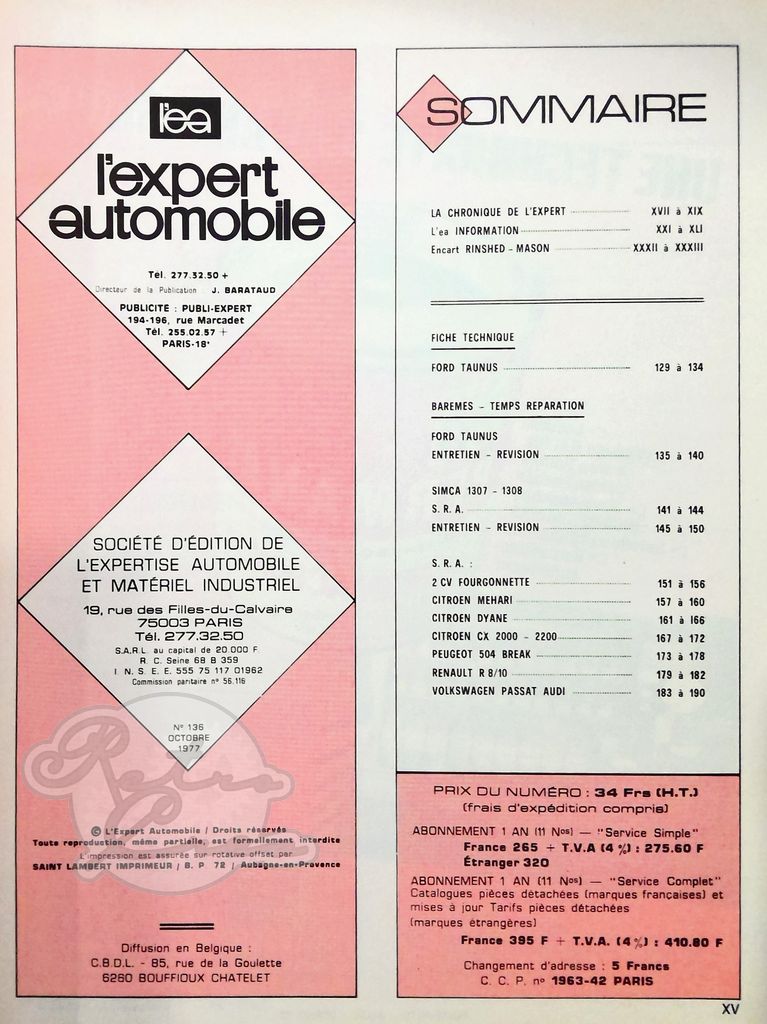 l'ea
l'expert
automobile
Tél. 277.32.50 +
Directeur de la Publication : J. BARATAUD
PUBLICITE : PUBLI-EXPERT
194-196, rue Marcadet
Tél. 255.02.57 +
PARIS-18e
SOCIÉTÉ D'ÉDITION DE
L'EXPERTISE AUTOMOBILE
ET MATÉRIEL INDUSTRIEL
19, rue des Filles-du-Calvaire
75003 PARIS
Tél. 277.32.50
S.A.R.L. au capital de 20.000 F.
R. C. Seine 68 B 359
I. N. S. E. E. 555 75 117 01962
Commission paritaire n° 56.116
N° 136
OCTOBRE
1977
Retro
© L'Expert Automobile / Droits réservés
Toute reproduction, même partielle, est formellement interdite
L'impression est assurée sur rotative offset par
SAINT LAMBERT IMPRIMEUR / B. P 72 / Aubagne-en-Provence
Diffusion en Belgique :
C.B.D.L. - 85, rue de la Goulette
6260 BOUFFIOUX CHATELET
SOMMAIRE
LA CHRONIQUE DE L'EXPERT XVII à XIX
L'ea INFORMATION XXI à XLI
Encart RINSHED - MASON XXXII à XXXIII
FICHE TECHNIQUE
FORD TAUNUS 129 à 134
BAREMES - TEMPS REPARATION
FORD TAUNUS
ENTRETIEN - REVISION 135 à 140
SIMCA 1307 - 1308
S. R. A. 141 à 144
ENTRETIEN - REVISION 145 à 150
S. R. A. :
2 CV FOURGONNETTE 151 à 156
CITROEN MEHARI 157 à 160
CITROEN DYANE 161 à 166
CITROEN CX 2000 - 2200 167 à 172
PEUGEOT 504 BREAK 173 à 178
RENAULT R 8/10 179 à 182
VOLKSWAGEN PASSAT AUDI 183 à 190
PRIX DU NUMÉRO : 34 Frs (H.T.)
(frais d'expédition compris)
ABONNEMENT 1 AN (11 Nos) — "Service Simple"
France 265 + T.V.A (4 %) : 275.60 F
Étranger 320
ABONNEMENT 1 AN (11 Nos) — "Service Complet"
Catalogues pièces détachées (marques françaises) et
mises à jour Tarifs pièces détachées
(marques étrangères)
France 395 F + T.V.A. (4 %) : 410.80 F
Changement d'adresse : 5 Francs
C. C. P. no 1963-42 PARIS
XV